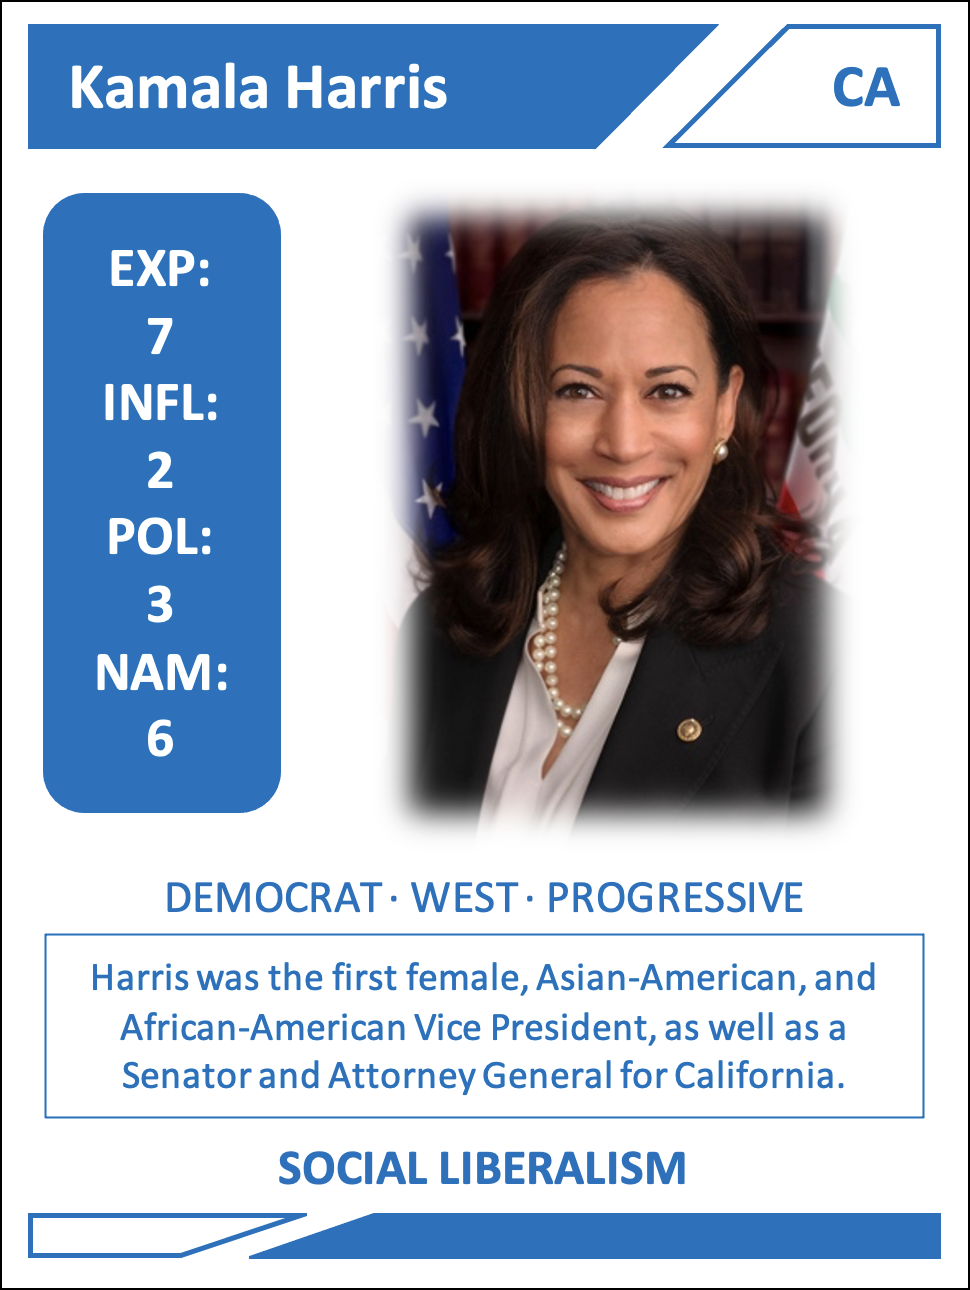 Kamala Harris
CA
EXP:
7
INFL:
2
POL:
3
NAM:
6
DEMOCRAT · WEST · PROGRESSIVE
Harris was the first female, Asian-American, and
African-American Vice President, as well as a
Senator and Attorney General for California.
SOCIAL LIBERALISM